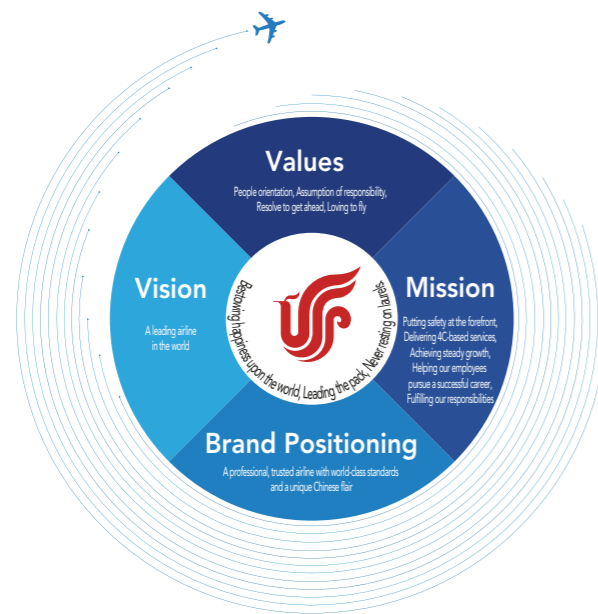 Values
People orientation, Assumption of responsibility,
Resolve to get ahead, Loving to fly
Vision
A leading airline
in the world
Bestowing happiness upon the world, Leading the pack, Never resting on laurels
Mission
Putting safety at the forefront,
Delivering 4C-based services,
Achieving steady growth,
Helping our employees
pursue a successful career,
Fulfilling our responsibilities
Brand Positioning
A professional, trusted airline with world-class standards
and a unique Chinese flair